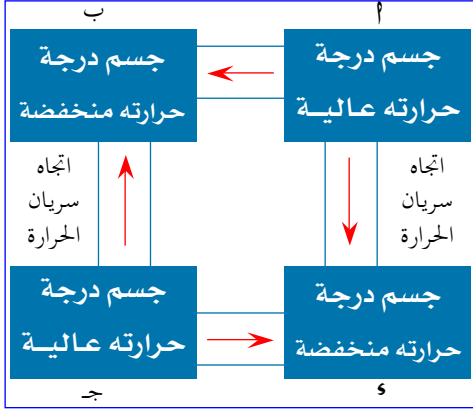 أ
ب
جسم درجة
حرارته عاليـة
جسم درجة
حرارته منخفضة
اتجاه
سريان
الحرارة
اتجاه
سريان
الحرارة
جسم درجة
حرارته منخفضة
جسم درجة
حرارته عاليـة
ء
جـ